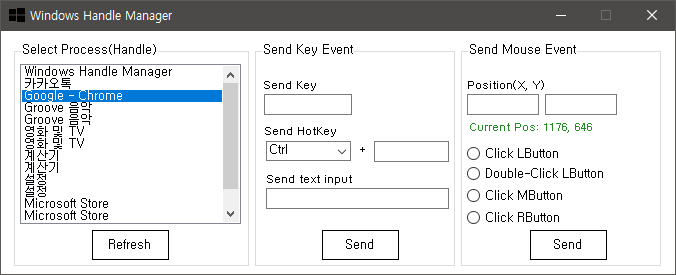 Windows Handle Manager
Select Process(Handle)
Windows Handle Manager
카카오톡
Google - Chrome
Groove 음악
Groove 음악
영화 및 TV
영화 및 TV
계산기
계산기
설정
설정
Microsoft Store
Microsoft Store
Refresh
Send Key Event
Send Key
Send HotKey
Ctrl +
Send text input
Send
Send Mouse Event
Position(X, Y)
Current Pos: 1176, 646
Click LButton
Double-Click LButton
Click MButton
Click RButton
Send